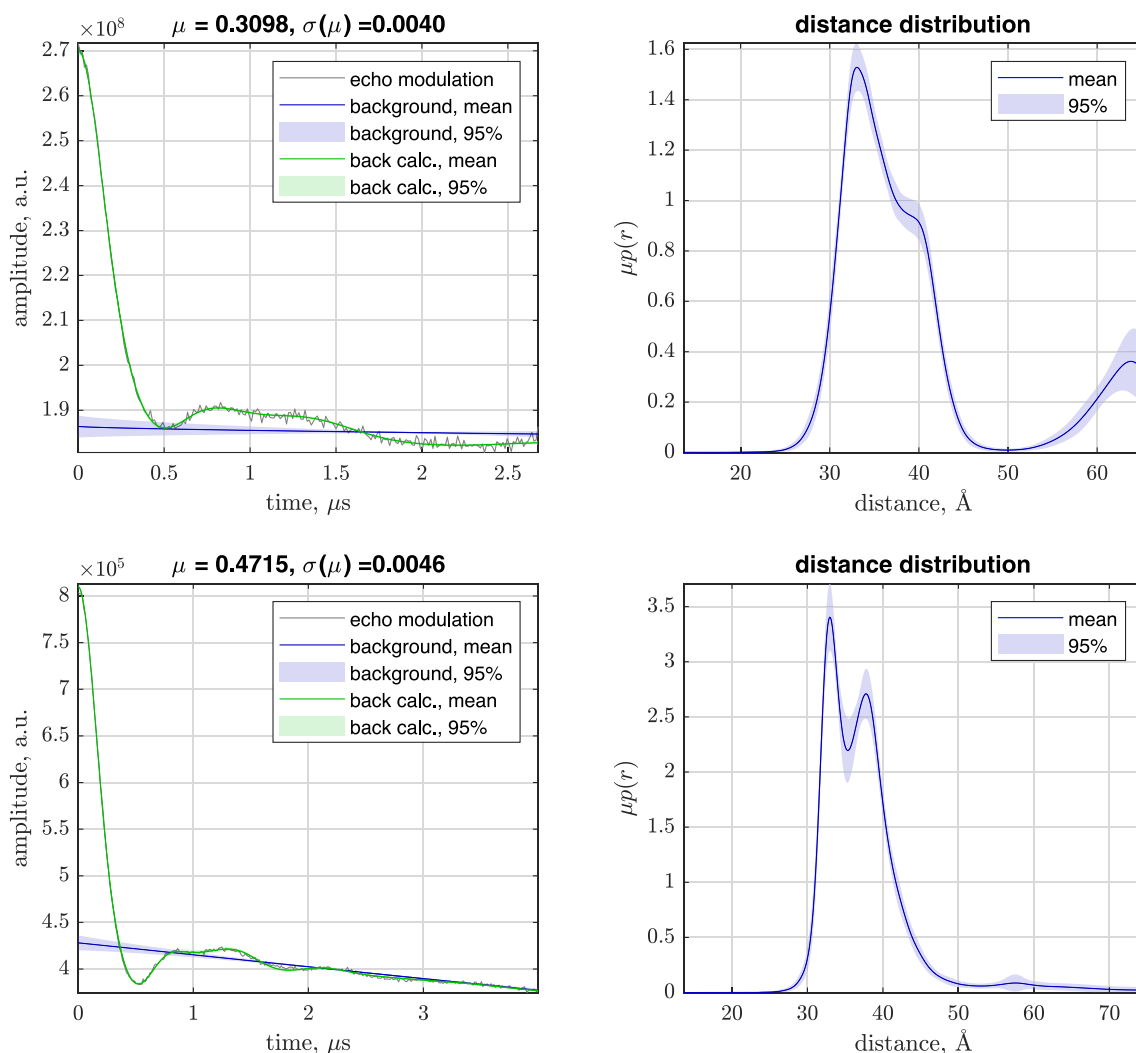 μ = 0.3098, σ(μ) =0.0040
×10⁸
2.7
2.6
2.5
2.4
2.3
2.2
2.1
2
1.9
amplitude, a.u.
echo modulation
background, mean
background, 95%
back calc., mean
back calc., 95%
0 0.5 1 1.5 2 2.5
time, μs
distance distribution
1.6
1.4
1.2
1
0.8
0.6
0.4
0.2
0
μp(r)
mean
95%
20 30 40 50 60
distance, Å
μ = 0.4715, σ(μ) =0.0046
×10⁵
8
7.5
7
6.5
6
5.5
5
4.5
4
amplitude, a.u.
echo modulation
background, mean
background, 95%
back calc., mean
back calc., 95%
0 1 2 3
time, μs
distance distribution
3.5
3
2.5
2
1.5
1
0.5
0
μp(r)
mean
95%
20 30 40 50 60 70
distance, Å